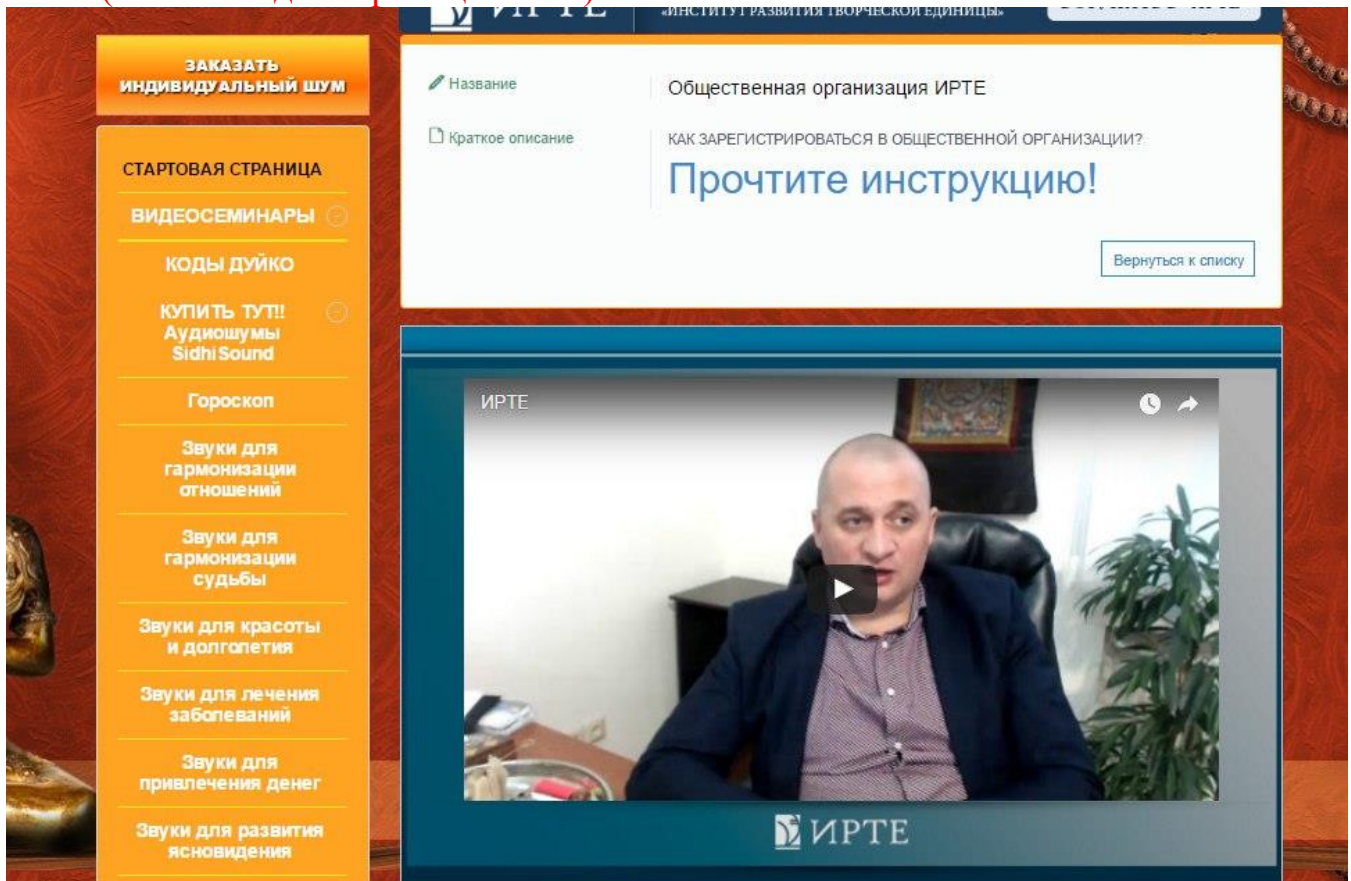 ИРТЕ
«ИНСТИТУТ РАЗВИТИЯ ТВОРЧЕСКОЙ ЕДИНИЦЫ»
ЗАКАЗАТЬ
ИНДИВИДУАЛЬНЫЙ ШУМ
СТАРТОВАЯ СТРАНИЦА
ВИДЕОСЕМИНАРЫ
КОДЫ ДУЙКО
КУПИТЬ ТУТ!!
Аудиошумы
SidhiSound
Гороскоп
Звуки для
гармонизации
отношений
Звуки для
гармонизации
судьбы
Звуки для красоты
и долголетия
Звуки для лечения
заболеваний
Звуки для
привлечения денег
Звуки для развития
ясновидения
Название
Общественная организация ИРТЕ
Краткое описание
КАК ЗАРЕГИСТРИРОВАТЬСЯ В ОБЩЕСТВЕННОЙ ОРГАНИЗАЦИИ?
Прочтите инструкцию!
Вернуться к списку
ИРТЕ
ИРТЕ